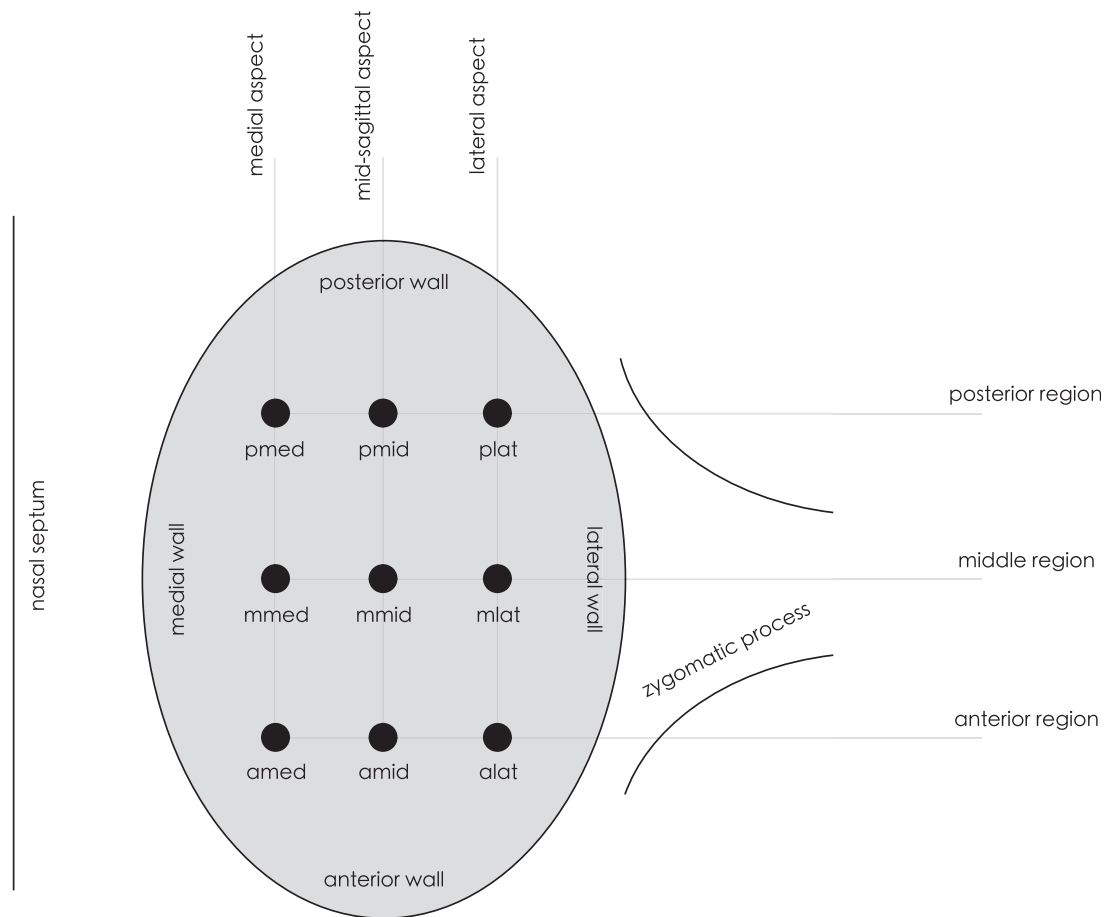 medial aspect
mid-sagittal aspect
lateral aspect
posterior wall
posterior region
pmed
pmid
plat
nasal septum
medial wall
lateral wall
middle region
mmed
mmid
mlat
zygomatic process
anterior region
amed
amid
alat
anterior wall